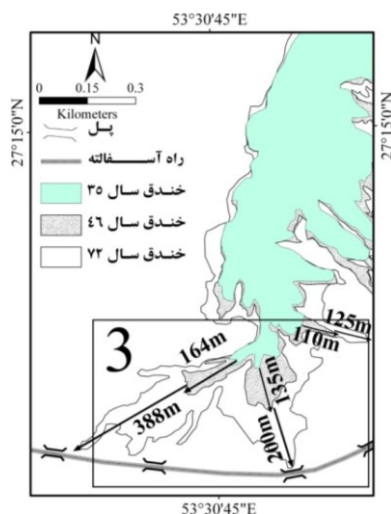 53°30'45"E
N
0 0.15 0.3
Kilometers
27°15'0"N
27°15'0"N
پل
راه آسفالته
خندق سال ۳۵
خندق سال ۴۶
خندق سال ۷۲
3
125m
110m
164m
135m
388m
200m
53°30'45"E